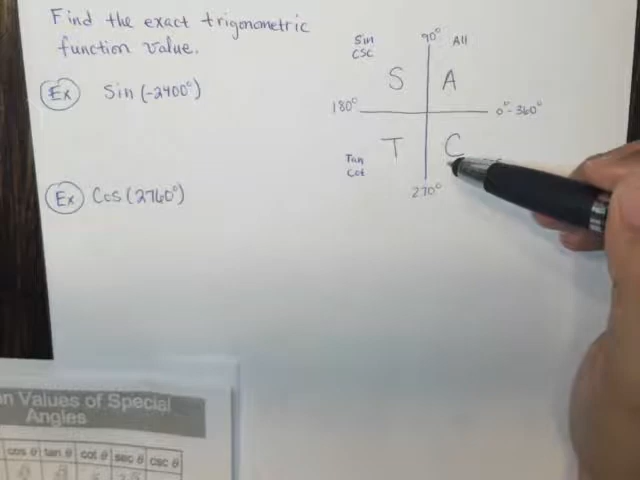 Find the exact trigonometric
function value.
Ex Sin (-2400°)
Ex Cos (2760°)
Sin
CSC
90°
All
S
A
180°
0°-360°
T
C
Tan
Cot
270°
an Values of Special
Angles
cos θ tan θ cot θ sec θ csc θ